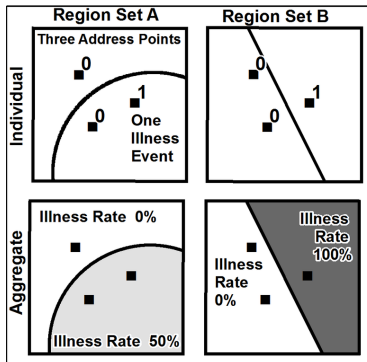 Region Set A
Region Set B
Individual
Three Address Points
0
0
1
One
Illness
Event
0
0
1
Aggregate
Illness Rate 0%
Illness Rate 50%
Illness
Rate
0%
Illness
Rate
100%